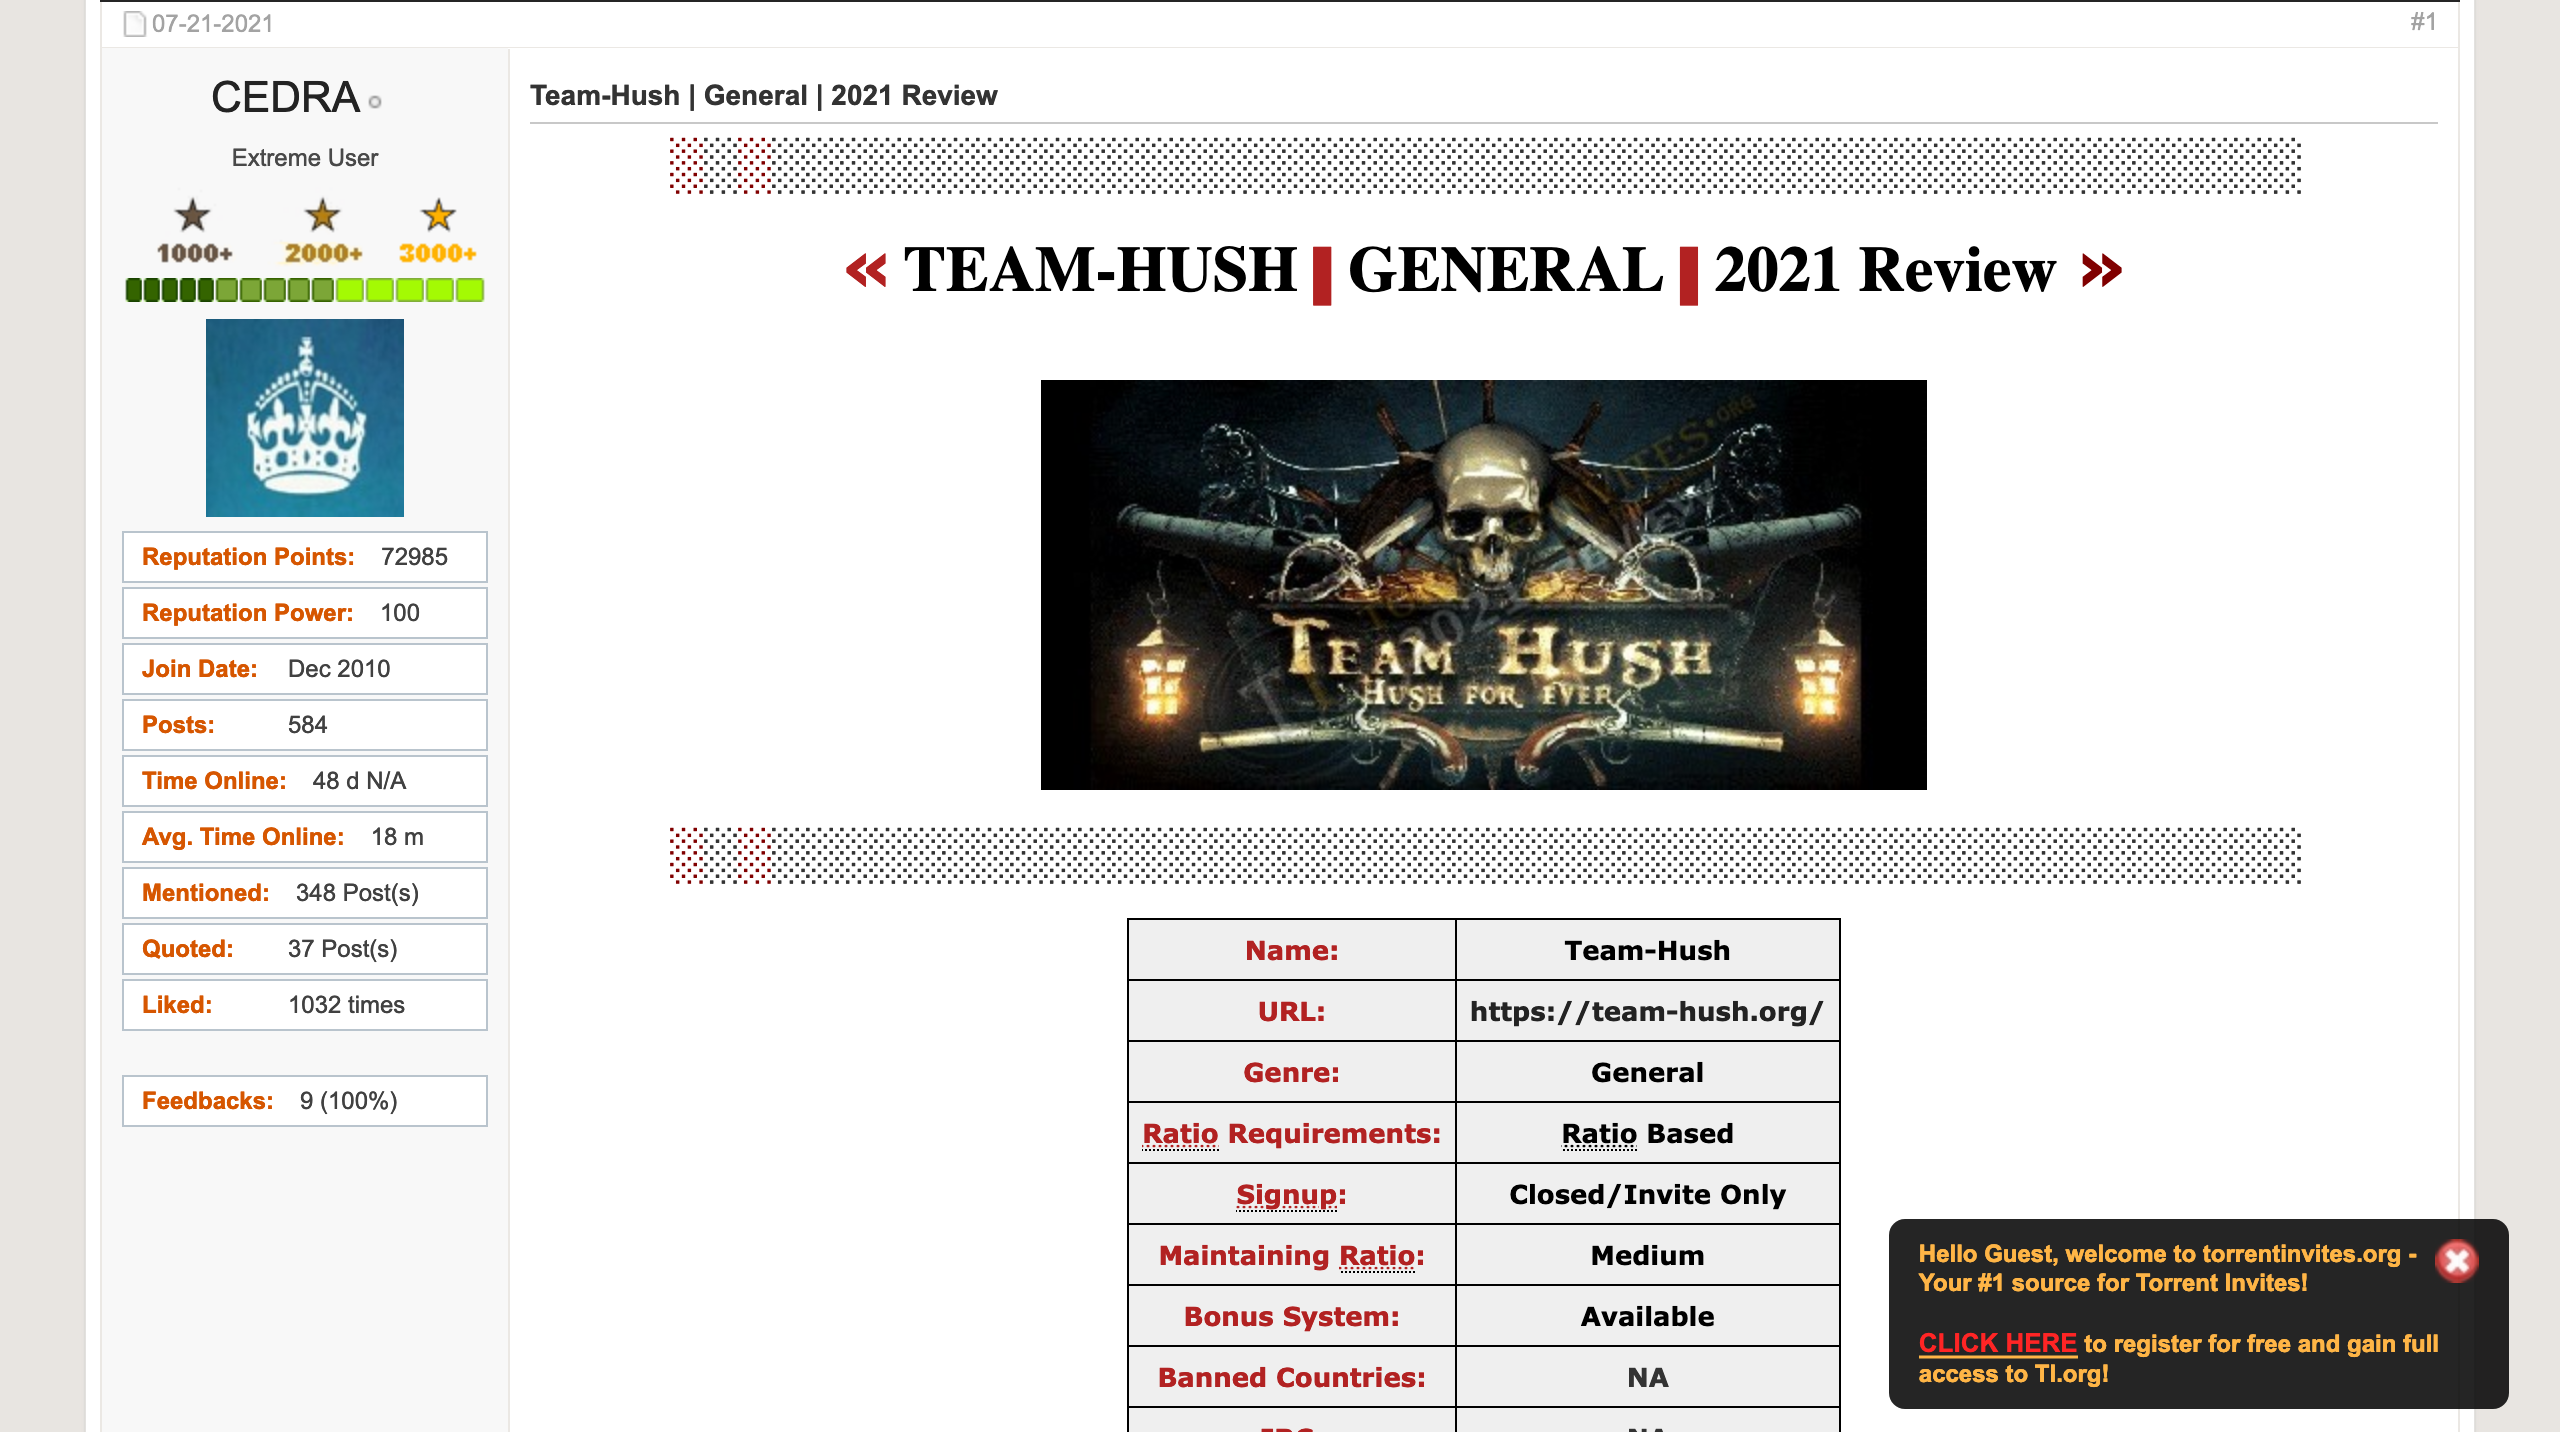 07-21-2021
#1
CEDRA
Extreme User
1000+ 2000+ 3000+
Reputation Points: 72985
Reputation Power: 100
Join Date: Dec 2010
Posts: 584
Time Online: 48 d N/A
Avg. Time Online: 18 m
Mentioned: 348 Post(s)
Quoted: 37 Post(s)
Liked: 1032 times
Feedbacks: 9 (100%)
Team-Hush | General | 2021 Review
« TEAM-HUSH | GENERAL | 2021 Review »
TEAM HUSH
HUSH FOR EVER
2021
Name: Team-Hush
URL: https://team-hush.org/
Genre: General
Ratio Requirements: Ratio Based
Signup: Closed/Invite Only
Maintaining Ratio: Medium
Bonus System: Available
Banned Countries: NA
Hello Guest, welcome to torrentinvites.org -
Your #1 source for Torrent Invites!
CLICK HERE to register for free and gain full
access to TI.org!